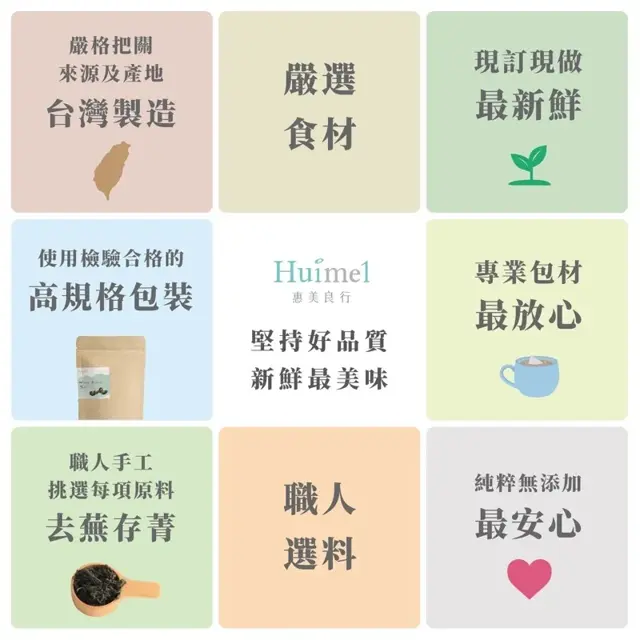 嚴格把關
來源及產地
台灣製造
嚴選
食材
現訂現做
最新鮮
使用檢驗合格的
高規格包裝
Huimei
惠美良行
堅持好品質
新鮮最美味
專業包材
最放心
職人手工
挑選每項原料
去蕪存菁
職人
選料
純粹無添加
最安心